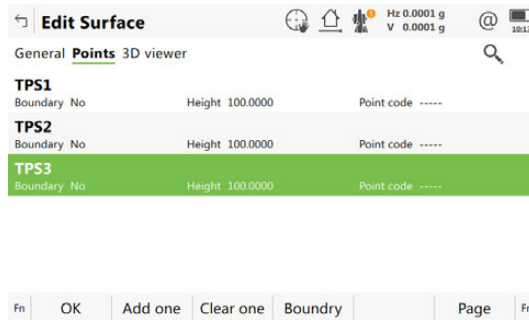 Edit Surface
Hz 0.0001 g
V 0.0001 g
@
General Points 3D viewer
TPS1
Boundary No Height 100.0000 Point code -----
TPS2
Boundary No Height 100.0000 Point code -----
TPS3
Boundary No Height 100.0000 Point code -----
Fn OK Add one Clear one Boundry Page